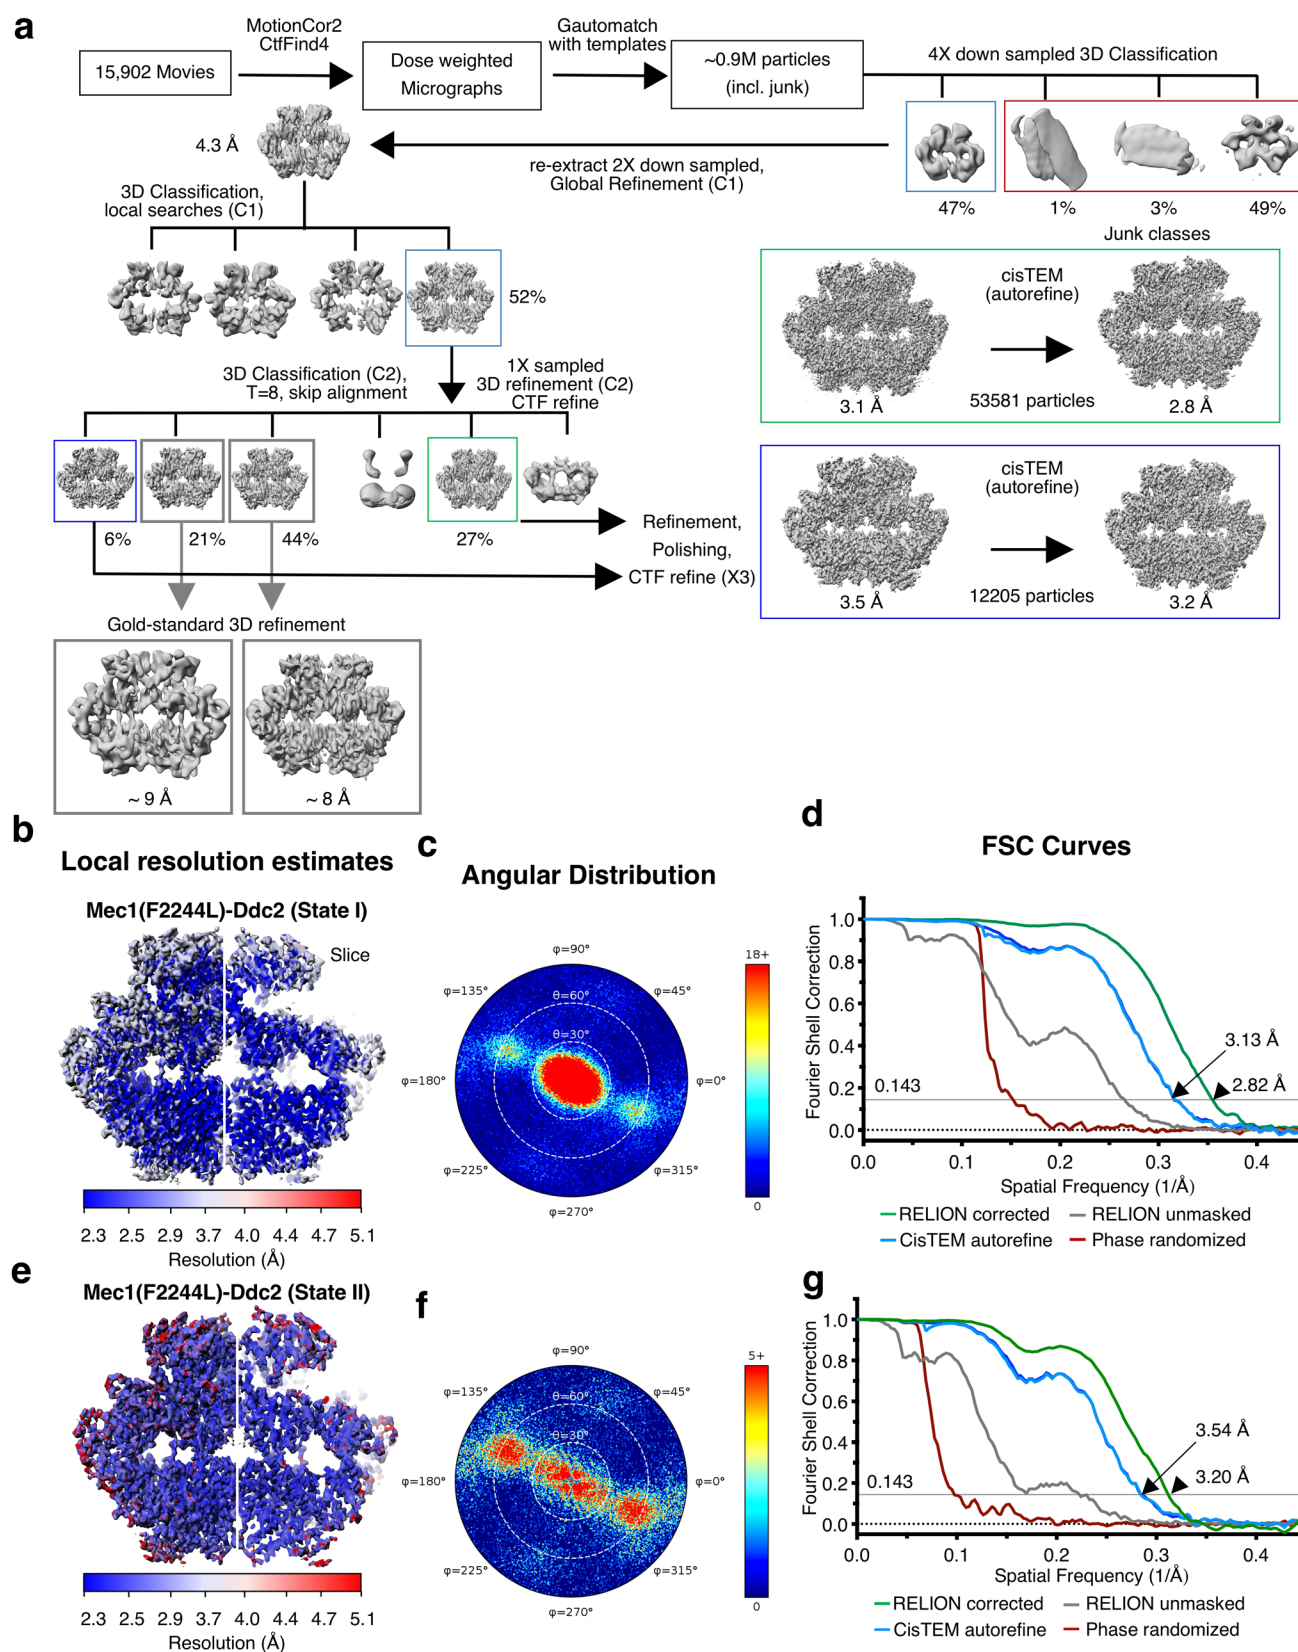 a
15,902 Movies
MotionCor2
CtfFind4
Dose weighted
Micrographs
Gautomatch
with templates
~0.9M particles
(incl. junk)
4X down sampled 3D Classification
47%
1%
3%
49%
Junk classes
re-extract 2X down sampled,
Global Refinement (C1)
4.3 Å
3D Classification,
local searches (C1)
52%
1X sampled
3D refinement (C2)
CTF refine
3D Classification (C2),
T=8, skip alignment
6%
21%
44%
27%
Refinement,
Polishing,
CTF refine (X3)
Gold-standard 3D refinement
~ 9 Å
~ 8 Å
cisTEM
(autorefine)
53581 particles
3.1 Å
2.8 Å
cisTEM
(autorefine)
12205 particles
3.5 Å
3.2 Å
b
Local resolution estimates
Mec1(F2244L)-Ddc2 (State I)
Slice
2.3 2.5 2.9 3.7 4.0 4.4 4.7 5.1
Resolution (Å)
c
Angular Distribution
φ=90°
φ=135°
φ=45°
θ=60°
θ=30°
φ=180°
φ=0°
φ=225°
φ=315°
φ=270°
18+
0
d
FSC Curves
Fourier Shell Correction
1.0
0.8
0.6
0.4
0.2
0.0
0.143
3.13 Å
2.82 Å
0.0 0.1 0.2 0.3 0.4
Spatial Frequency (1/Å)
RELION corrected
RELION unmasked
CisTEM autorefine
Phase randomized
e
Mec1(F2244L)-Ddc2 (State II)
2.3 2.5 2.9 3.7 4.0 4.4 4.7 5.1
Resolution (Å)
f
φ=90°
φ=135°
φ=45°
θ=60°
θ=30°
φ=180°
φ=0°
φ=225°
φ=315°
φ=270°
5+
0
g
Fourier Shell Correction
1.0
0.8
0.6
0.4
0.2
0.0
0.143
3.54 Å
3.20 Å
0.0 0.1 0.2 0.3 0.4
Spatial Frequency (1/Å)
RELION corrected
RELION unmasked
CisTEM autorefine
Phase randomized